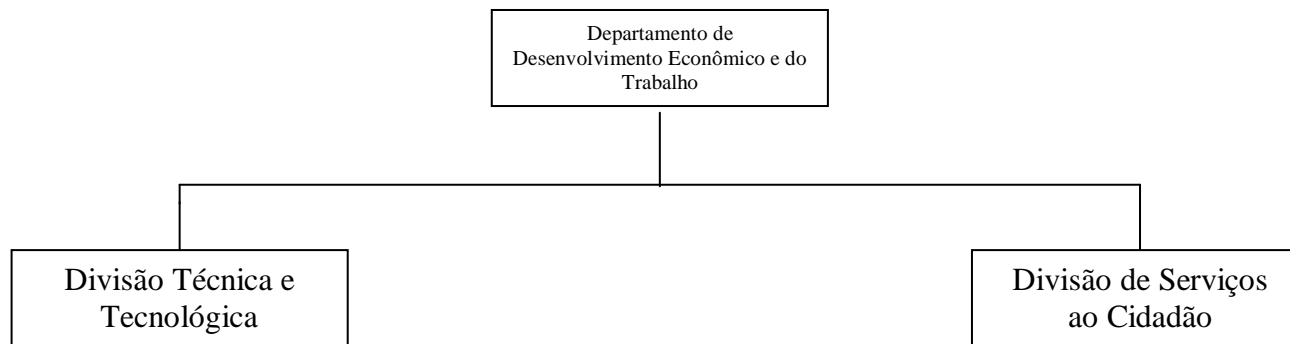 Departamento de
Desenvolvimento Econômico e do
Trabalho
Divisão Técnica e
Tecnológica
Divisão de Serviços
ao Cidadão